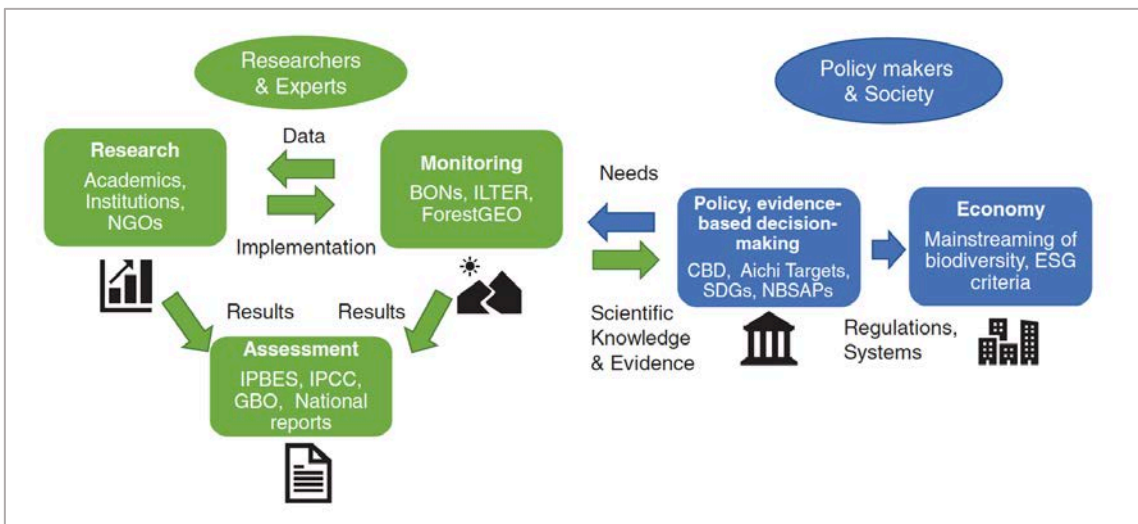 Researchers
& Experts
Policy makers
& Society
Research
Academics,
Institutions,
NGOs
Data
Implementation
Monitoring
BONs, ILTER,
ForestGEO
Results
Results
Assessment
IPBES, IPCC,
GBO, National
reports
Needs
Scientific
Knowledge
& Evidence
Policy, evidence-
based decision-
making
CBD, Aichi Targets,
SDGs, NBSAPs
Regulations,
Systems
Economy
Mainstreaming of
biodiversity, ESG
criteria